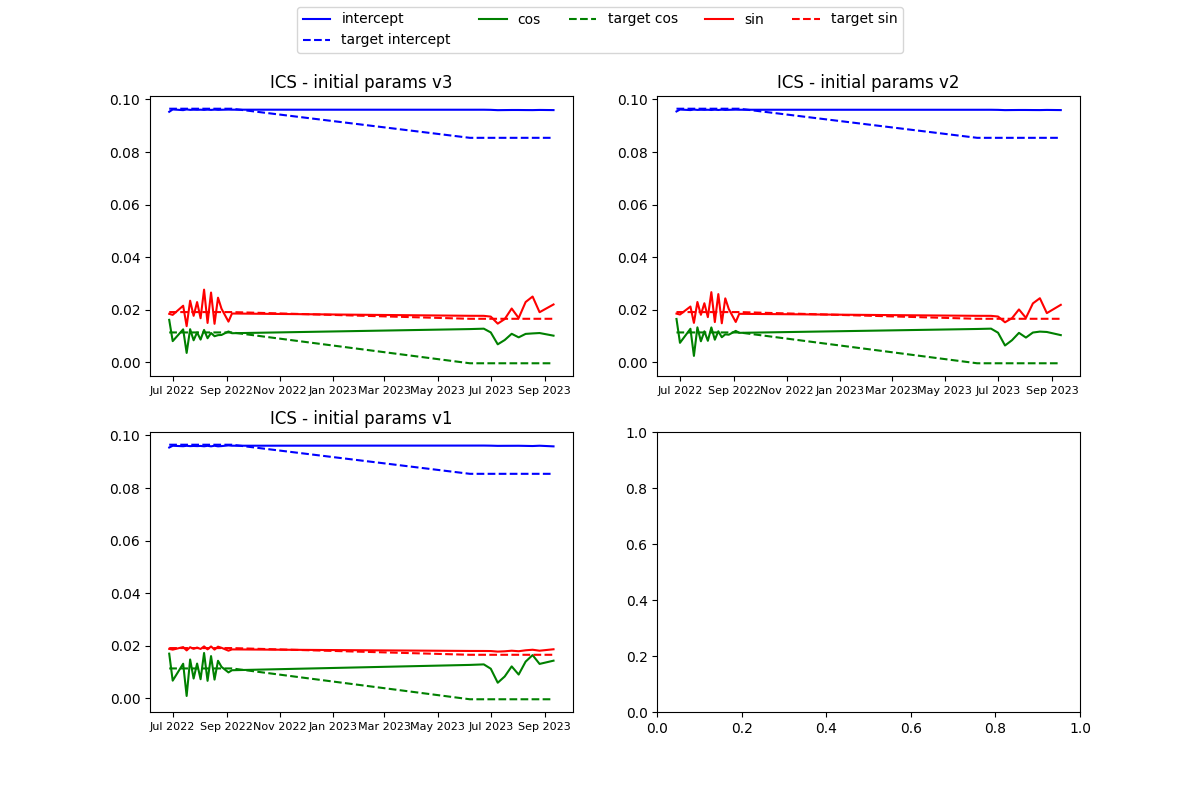 intercept cos target cos sin target sin
target intercept
ICS - initial params v3 ICS - initial params v2
0.10 0.10
0.08 0.08
0.06 0.06
0.04 0.04
0.02 0.02
0.00 0.00
Jul 2022 Sep 2022 Nov 2022 Jan 2023 Mar 2023 May 2023 Jul 2023 Sep 2023 Jul 2022 Sep 2022 Nov 2022 Jan 2023 Mar 2023 May 2023 Jul 2023 Sep 2023
ICS - initial params v1
0.10 1.0
0.08 0.8
0.06 0.6
0.04 0.4
0.02 0.2
0.00 0.0
Jul 2022 Sep 2022 Nov 2022 Jan 2023 Mar 2023 May 2023 Jul 2023 Sep 2023 0.0 0.2 0.4 0.6 0.8 1.0